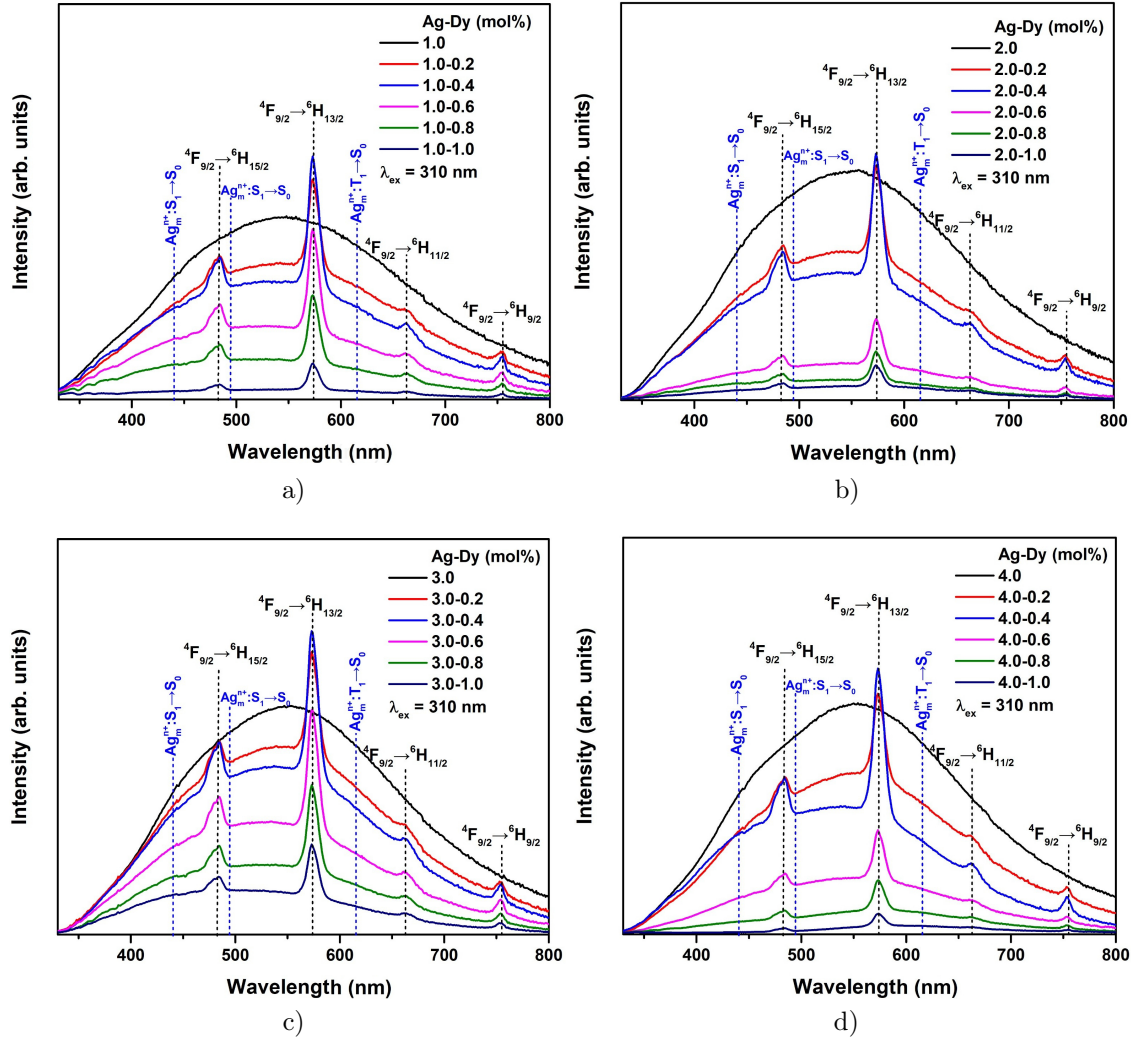 Ag-Dy (mol%)
1.0
1.0-0.2
1.0-0.4
1.0-0.6
1.0-0.8
1.0-1.0
λex = 310 nm
⁴F9/2→⁶H13/2
⁴F9/2→⁶H15/2
Agmⁿ⁺:S1→S0
Agmⁿ⁺:S1→S0
Agmⁿ⁺:T1→S0
⁴F9/2→⁶H11/2
⁴F9/2→⁶H9/2
Intensity (arb. units)
400 500 600 700 800
Wavelength (nm)
a)
Ag-Dy (mol%)
2.0
2.0-0.2
2.0-0.4
2.0-0.6
2.0-0.8
2.0-1.0
λex = 310 nm
⁴F9/2→⁶H13/2
⁴F9/2→⁶H15/2
Agmⁿ⁺:S1→S0
Agmⁿ⁺:S1→S0
Agmⁿ⁺:T1→S0
⁴F9/2→⁶H11/2
⁴F9/2→⁶H9/2
Intensity (arb. units)
400 500 600 700 800
Wavelength (nm)
b)
Ag-Dy (mol%)
3.0
3.0-0.2
3.0-0.4
3.0-0.6
3.0-0.8
3.0-1.0
λex = 310 nm
⁴F9/2→⁶H13/2
⁴F9/2→⁶H15/2
Agmⁿ⁺:S1→S0
Agmⁿ⁺:S1→S0
Agmⁿ⁺:T1→S0
⁴F9/2→⁶H11/2
⁴F9/2→⁶H9/2
Intensity (arb. units)
400 500 600 700 800
Wavelength (nm)
c)
Ag-Dy (mol%)
4.0
4.0-0.2
4.0-0.4
4.0-0.6
4.0-0.8
4.0-1.0
λex = 310 nm
⁴F9/2→⁶H13/2
⁴F9/2→⁶H15/2
Agmⁿ⁺:S1→S0
Agmⁿ⁺:S1→S0
Agmⁿ⁺:T1→S0
⁴F9/2→⁶H11/2
⁴F9/2→⁶H9/2
Intensity (arb. units)
400 500 600 700 800
Wavelength (nm)
d)